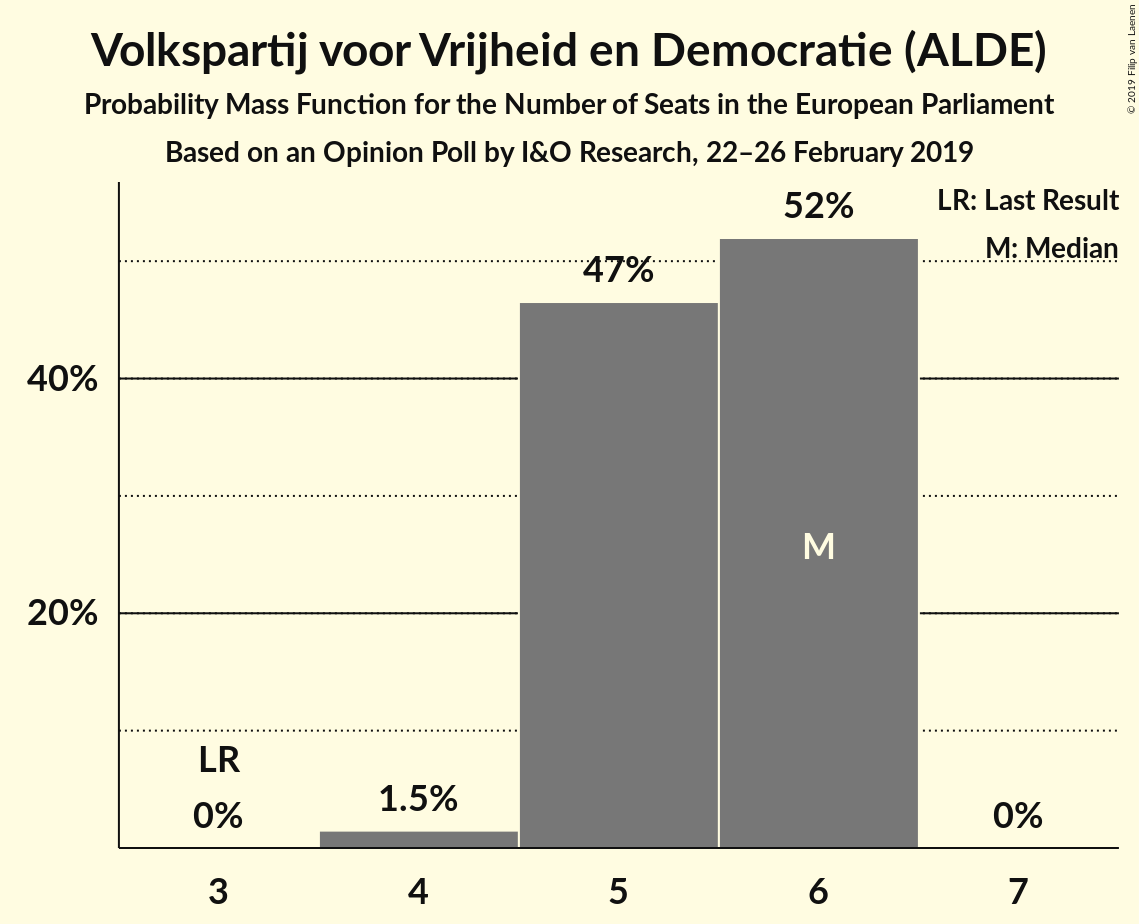 Volkspartij voor Vrijheid en Democratie (ALDE)
Probability Mass Function for the Number of Seats in the European Parliament
Based on an Opinion Poll by I&O Research, 22–26 February 2019
© 2019 Filip van Laenen
LR: Last Result
M: Median
52%
47%
40%
M
20%
LR
0%
1.5%
0%
3
4
5
6
7